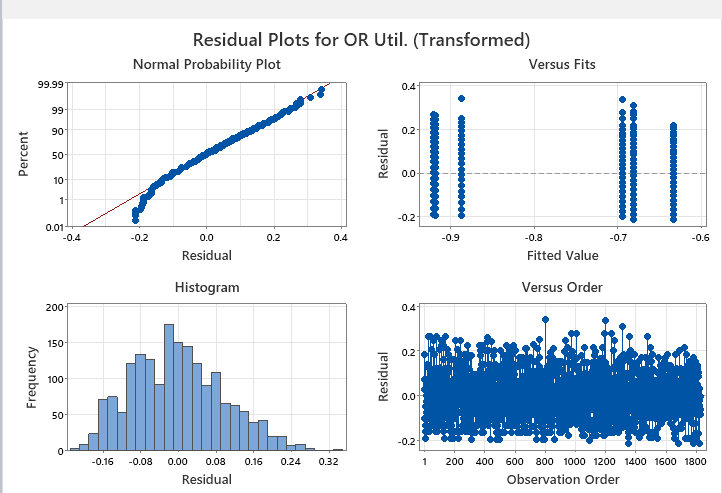 Residual Plots for OR Util. (Transformed)
Normal Probability Plot
99.99
99
90
50
10
1
0.01
Percent
-0.4 -0.2 0.0 0.2 0.4
Residual
Versus Fits
0.4
0.2
0.0
-0.2
Residual
-0.9 -0.8 -0.7 -0.6
Fitted Value
Histogram
200
150
100
50
0
Frequency
-0.16 -0.08 0.00 0.08 0.16 0.24 0.32
Residual
Versus Order
0.4
0.2
0.0
-0.2
Residual
1 200 400 600 800 1000 1200 1400 1600 1800
Observation Order